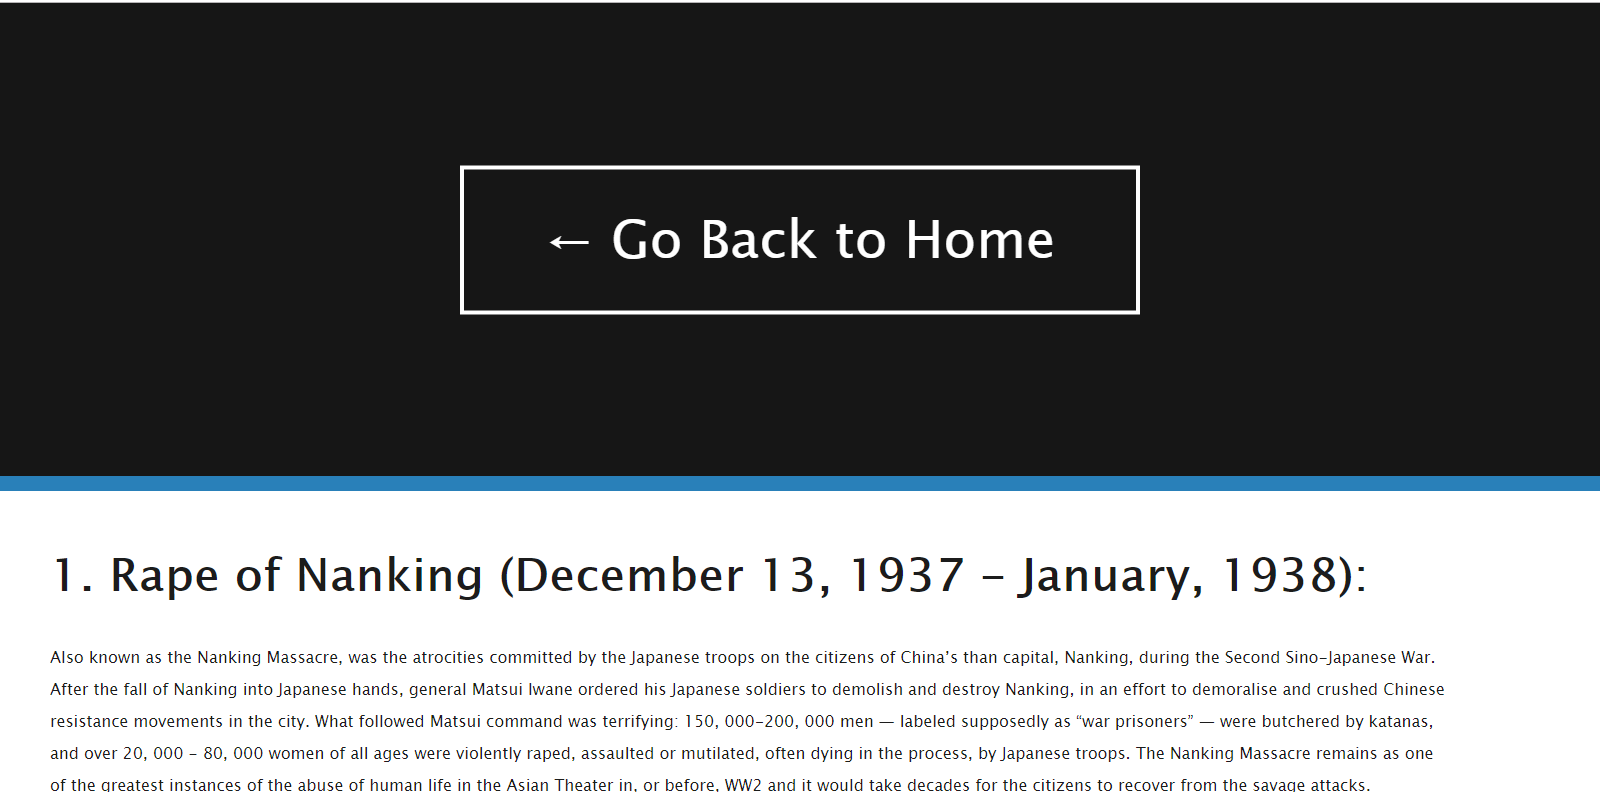 ← Go Back to Home
1. Rape of Nanking (December 13, 1937 – January, 1938):
Also known as the Nanking Massacre, was the atrocities committed by the Japanese troops on the citizens of China’s than capital, Nanking, during the Second Sino-Japanese War.
After the fall of Nanking into Japanese hands, general Matsui Iwane ordered his Japanese soldiers to demolish and destroy Nanking, in an effort to demoralise and crushed Chinese
resistance movements in the city. What followed Matsui command was terrifying: 150, 000-200, 000 men — labeled supposedly as “war prisoners” — were butchered by katanas,
and over 20, 000 – 80, 000 women of all ages were violently raped, assaulted or mutilated, often dying in the process, by Japanese troops. The Nanking Massacre remains as one
of the greatest instances of the abuse of human life in the Asian Theater in, or before, WW2 and it would take decades for the citizens to recover from the savage attacks.